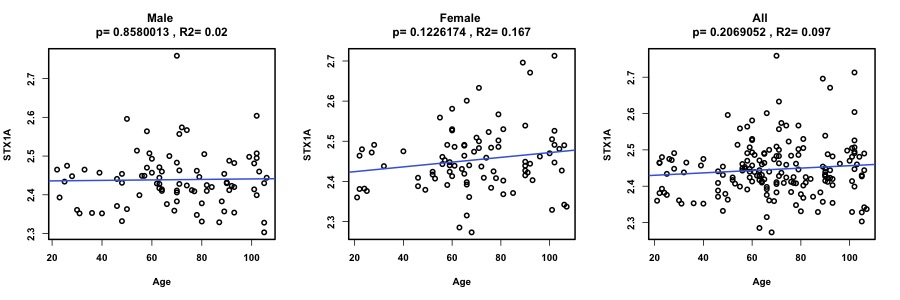 Male
p= 0.8580013 , R2= 0.02
STX1A
2.3 2.4 2.5 2.6 2.7
20 40 60 80 100
Age
Female
p= 0.1226174 , R2= 0.167
STX1A
2.3 2.4 2.5 2.6 2.7
20 40 60 80 100
Age
All
p= 0.2069052 , R2= 0.097
STX1A
2.3 2.4 2.5 2.6 2.7
20 40 60 80 100
Age